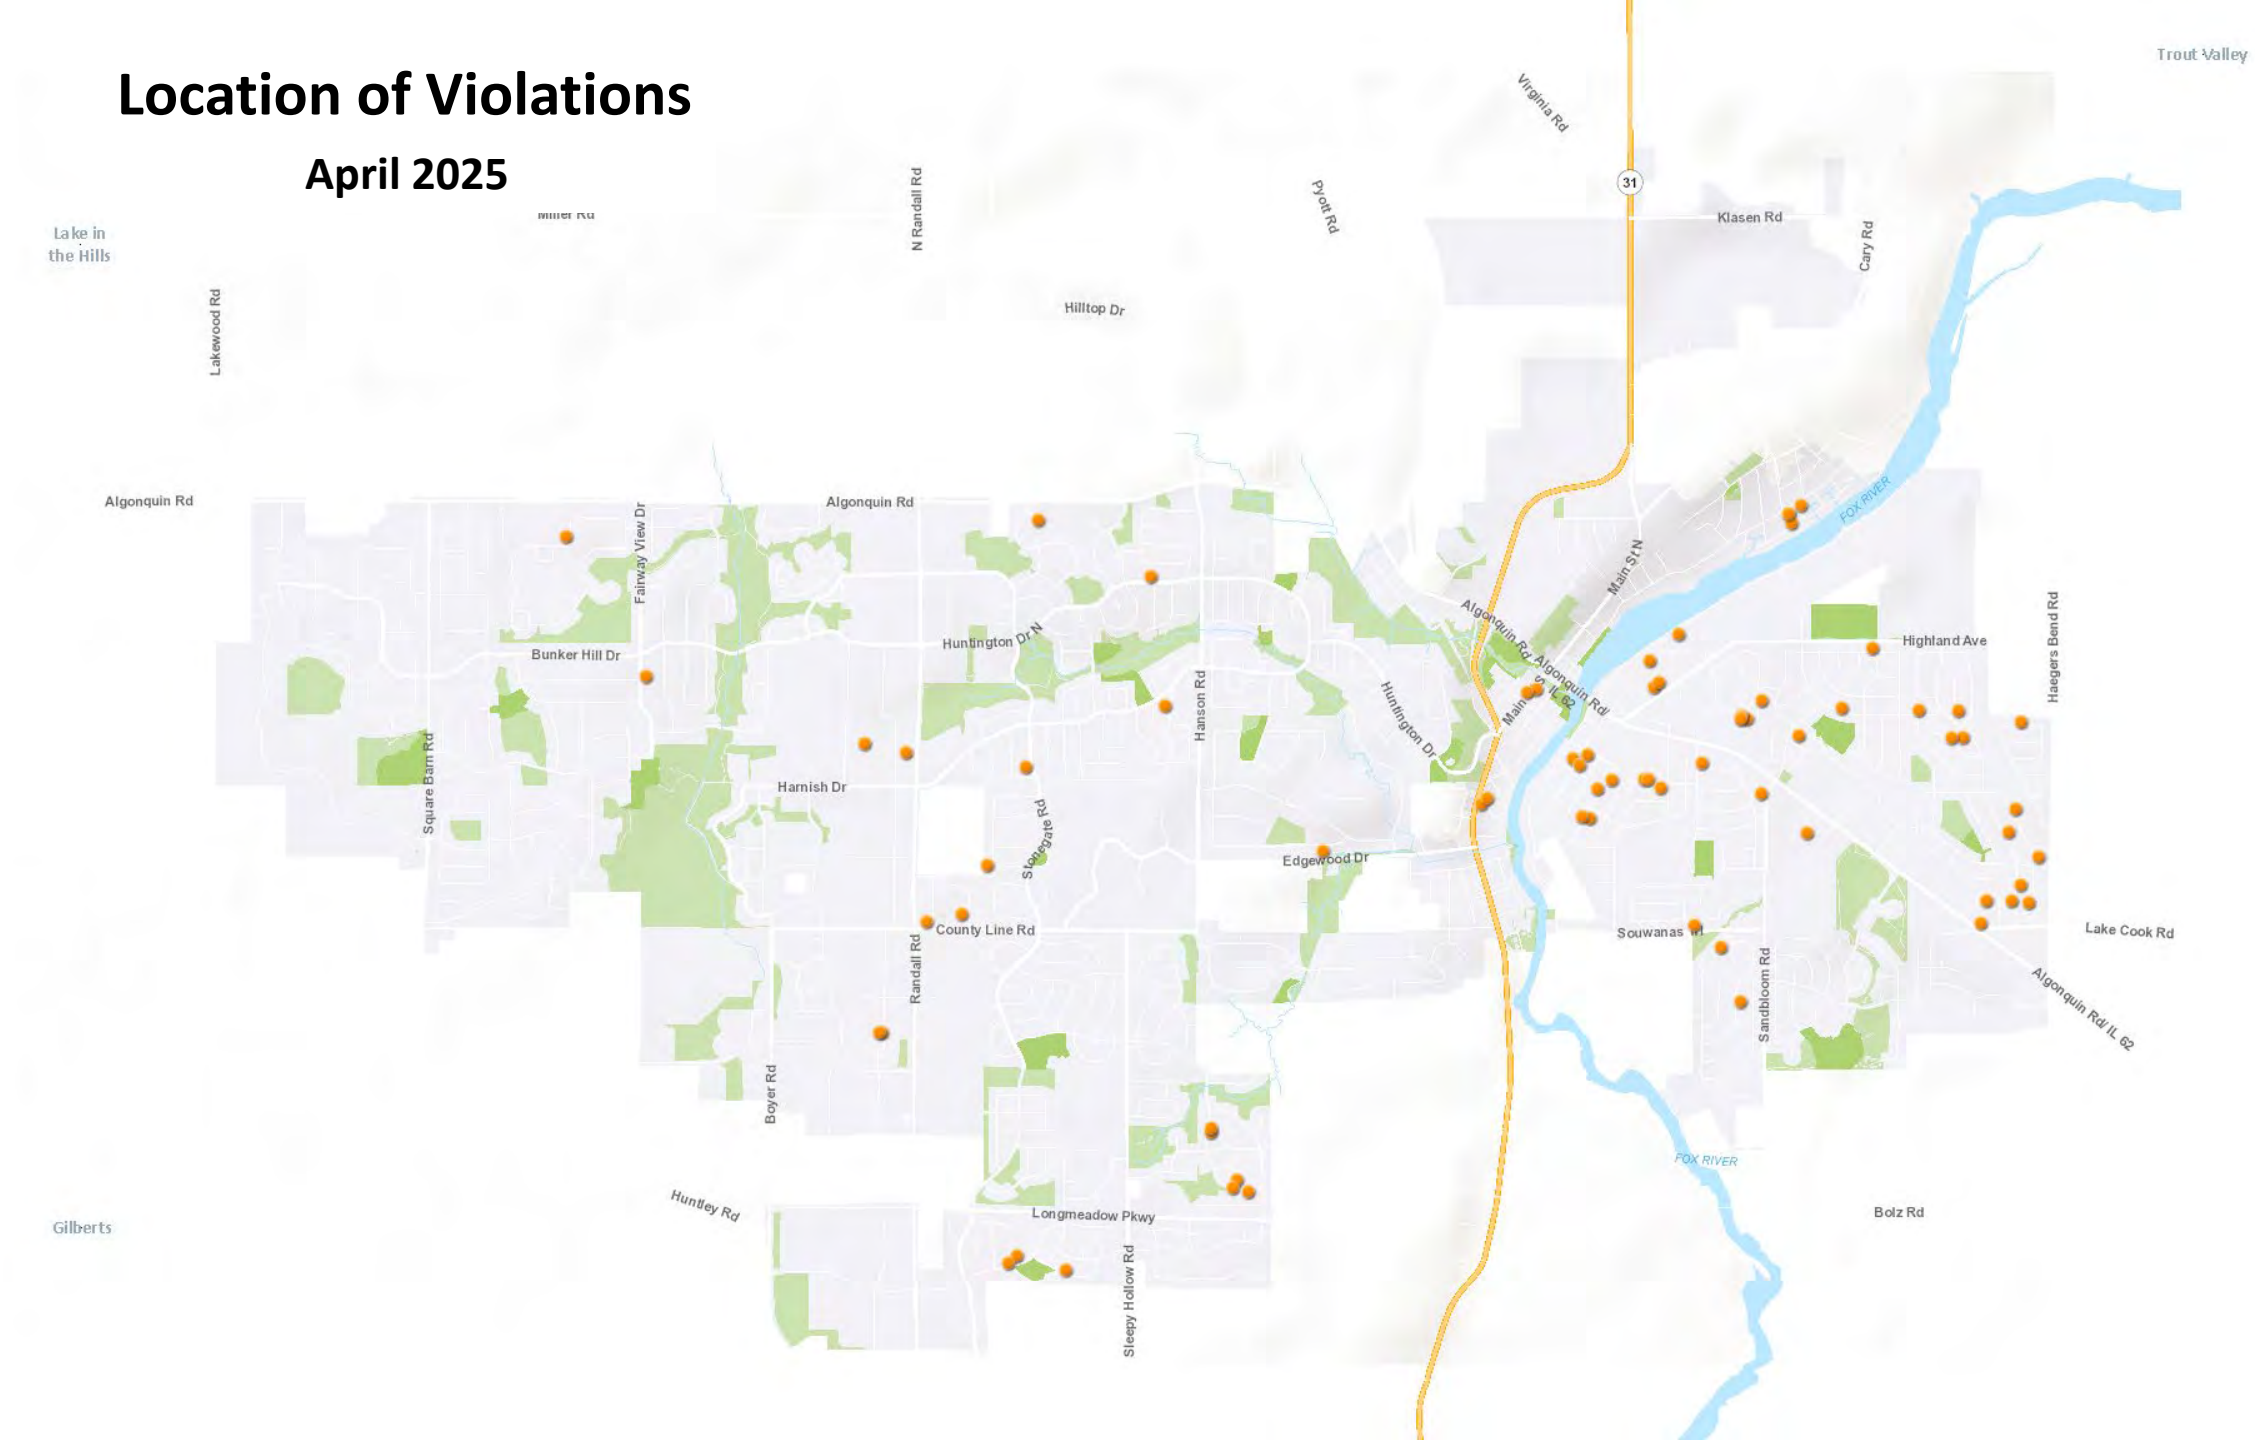 Location of Violations
April 2025
Trout Valley
Virginia Rd
31
Klasen Rd
Cary Rd
Pyott Rd
N Randall Rd
Miller Rd
Lake in
the Hills
Lakewood Rd
Hilltop Dr
Algonquin Rd
Algonquin Rd
Fairway View Dr
FOX RIVER
Main St N
Algonquin Rd
Haegers Bend Rd
Highland Ave
Huntington Dr N
Bunker Hill Dr
Algonquin Rd/
IL 62
Main S
Hanson Rd
Huntington Dr
Square Barn Rd
Harnish Dr
Stonegate Rd
Edgewood Dr
County Line Rd
Souwanas Trl
Lake Cook Rd
Randall Rd
Sandbloom Rd
Algonquin Rd/ IL 62
Boyer Rd
FOX RIVER
Huntley Rd
Longmeadow Pkwy
Bolz Rd
Gilberts
Sleepy Hollow Rd